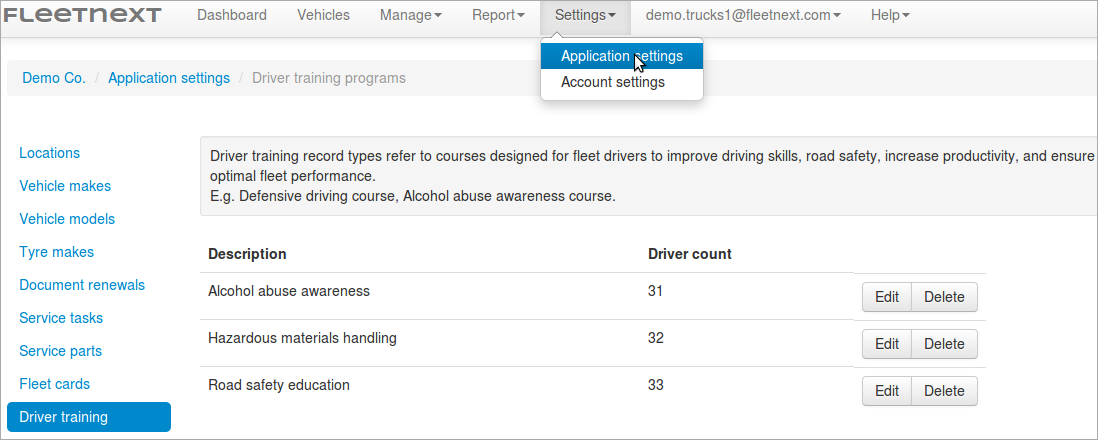 FLEETNEXT Dashboard Vehicles Manage Report Settings demo.trucks1@fleetnext.com Help
Application settings
Account settings
Demo Co. / Application settings / Driver training programs
Locations
Vehicle makes
Vehicle models
Tyre makes
Document renewals
Service tasks
Service parts
Fleet cards
Driver training
Driver training record types refer to courses designed for fleet drivers to improve driving skills, road safety, increase productivity, and ensure
optimal fleet performance.
E.g. Defensive driving course, Alcohol abuse awareness course.
Description Driver count
Alcohol abuse awareness 31 Edit Delete
Hazardous materials handling 32 Edit Delete
Road safety education 33 Edit Delete